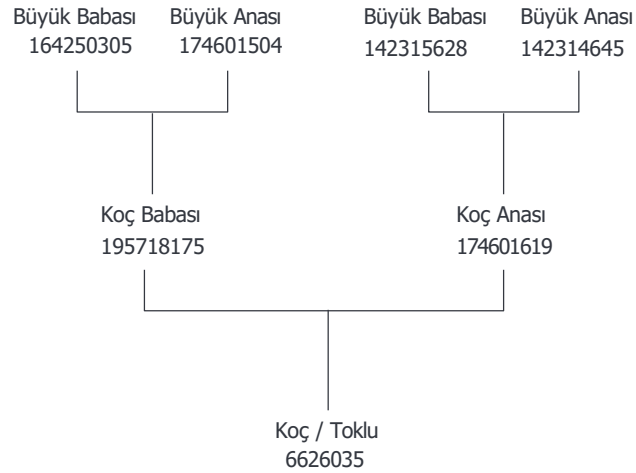 Büyük Babası Büyük Anası Büyük Babası Büyük Anası
164250305 174601504 142315628 142314645
Koç Babası Koç Anası
195718175 174601619
Koç / Toklu
6626035